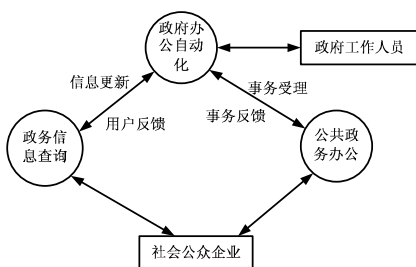 政府办
公自动
化
政府工作人员
信息更新
事务受理
用户反馈
事务反馈
政务信
息查询
公共政
务办公
社会公众企业